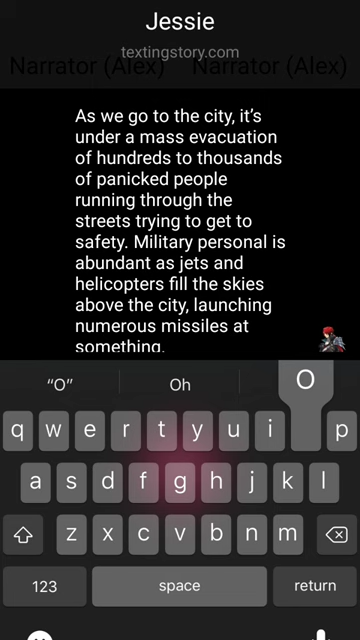 Jessie
textingstory.com
Narrator (Alex) Narrator (Alex)
As we go to the city, it’s
under a mass evacuation
of hundreds to thousands
of panicked people
running through the
streets trying to get to
safety. Military personal is
abundant as jets and
helicopters fill the skies
above the city, launching
numerous missiles at
something.
“O” Oh O
q w e r t y u i p
a s d f g h j k l
z x c v b n m
123 space return